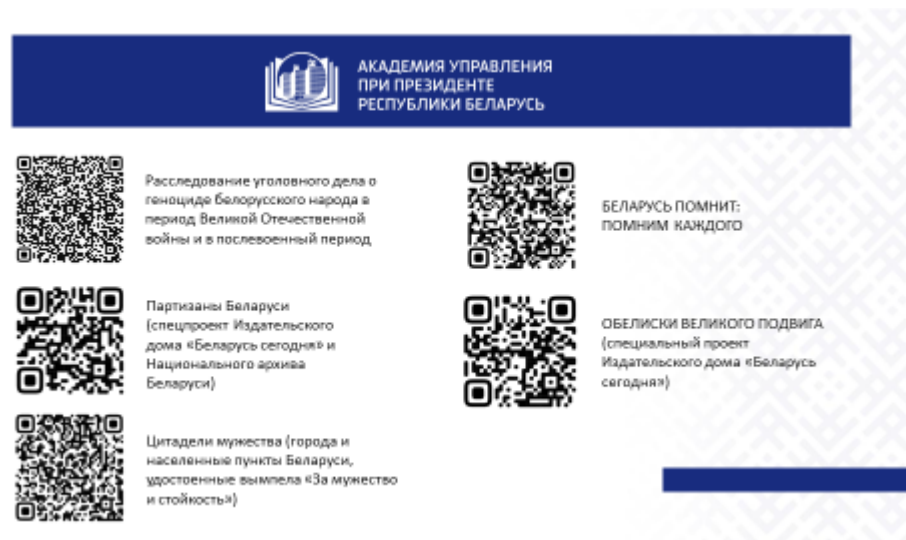 АКАДЕМИЯ УПРАВЛЕНИЯ
ПРИ ПРЕЗИДЕНТЕ
РЕСПУБЛИКИ БЕЛАРУСЬ
Расследование уголовного дела о
геноциде белорусского народа в
период Великой Отечественной
войны и в послевоенный период
Партизаны Беларуси
(спецпроект Издательского
дома «Беларусь сегодня» и
Национального архива
Беларуси)
Цитадели мужества (города и
населенные пункты Беларуси,
удостоенные вымпела «За мужество
и стойкость»)
БЕЛАРУСЬ ПОМНИТ:
ПОМНИМ КАЖДОГО
ОБЕЛИСКИ ВЕЛИКОГО ПОДВИГА
(специальный проект
Издательского дома «Беларусь
сегодня»)